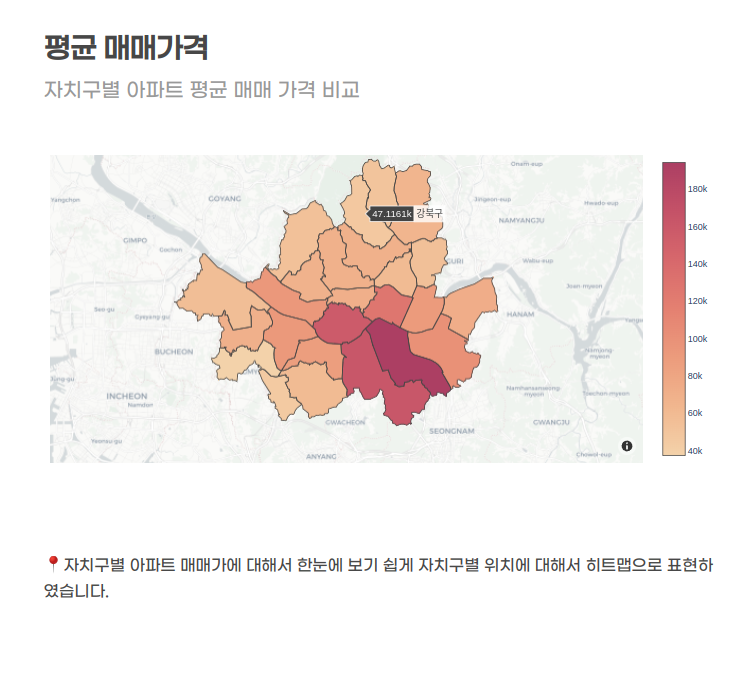 평균 매매가격
자치구별 아파트 평균 매매 가격 비교
Onam-eup
Yangchon
GOYANG
Jinjeon-eup
Hwado-eup
180k
47.1161k 강북구
NAMYANGJU
160k
GIMPO
Gochon
GURI
Wabu-eup
140k
Joan-myeon
Seo-gu
Gyeyang-gu
HANAM
120k
100k
BUCHEON
80k
Namhansanseong-myeon
Toechon-myeon
INCHEON
Namdon
60k
GWACHEON
GWANGJU
SEONGNAM
Yeonsu-gu
40k
ANYANG
Chowol-eup
📍 자치구별 아파트 매매가에 대해서 한눈에 보기 쉽게 자치구별 위치에 대해서 히트맵으로 표현하
였습니다.